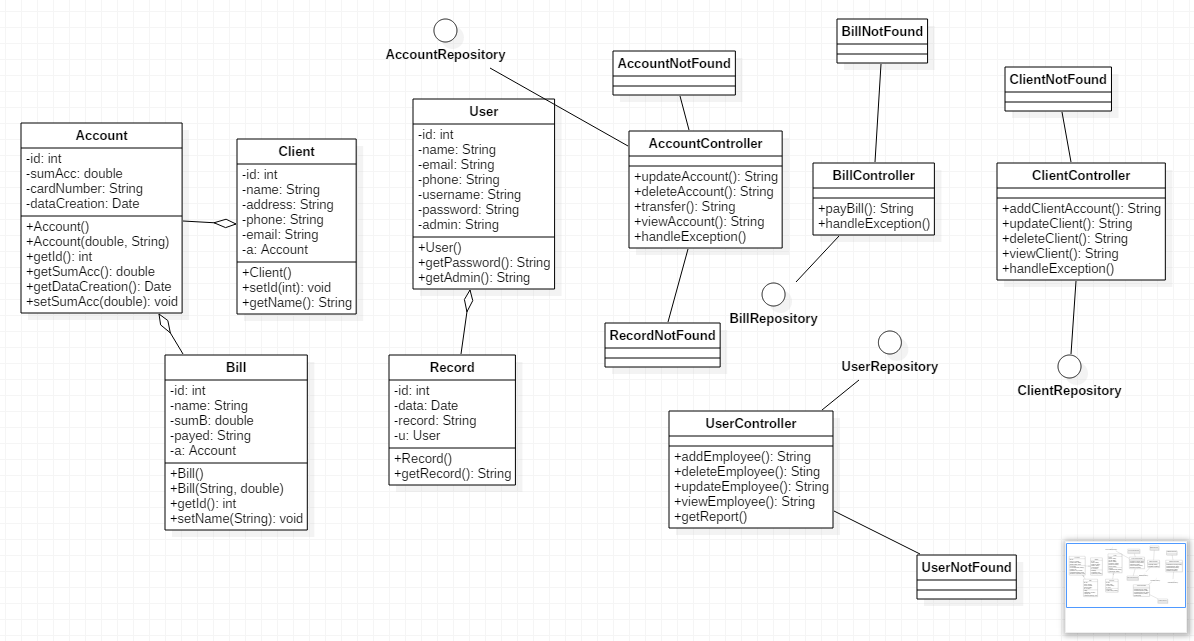 AccountRepository
BillNotFound
AccountNotFound
ClientNotFound
Account
-id: int
-sumAcc: double
-cardNumber: String
-dataCreation: Date
+Account()
+Account(double, String)
+getId(): int
+getSumAcc(): double
+getDataCreation(): Date
+setSumAcc(double): void
Client
-id: int
-name: String
-address: String
-phone: String
-email: String
-a: Account
+Client()
+setId(int): void
+getName(): String
User
-id: int
-name: String
-email: String
-phone: String
-username: String
-password: String
-admin: String
+User()
+getPassword(): String
+getAdmin(): String
AccountController
+updateAccount(): String
+deleteAccount(): String
+transfer(): String
+viewAccount(): String
+handleException()
BillController
+payBill(): String
+handleException()
ClientController
+addClientAccount(): String
+updateClient(): String
+deleteClient(): String
+viewClient(): String
+handleException()
BillRepository
RecordNotFound
UserRepository
ClientRepository
Bill
-id: int
-name: String
-sumB: double
-payed: String
-a: Account
+Bill()
+Bill(String, double)
+getId(): int
+setName(String): void
Record
-id: int
-data: Date
-record: String
-u: User
+Record()
+getRecord(): String
UserController
+addEmployee(): String
+deleteEmployee(): Sting
+updateEmployee(): String
+viewEmployee(): String
+getReport()
UserNotFound